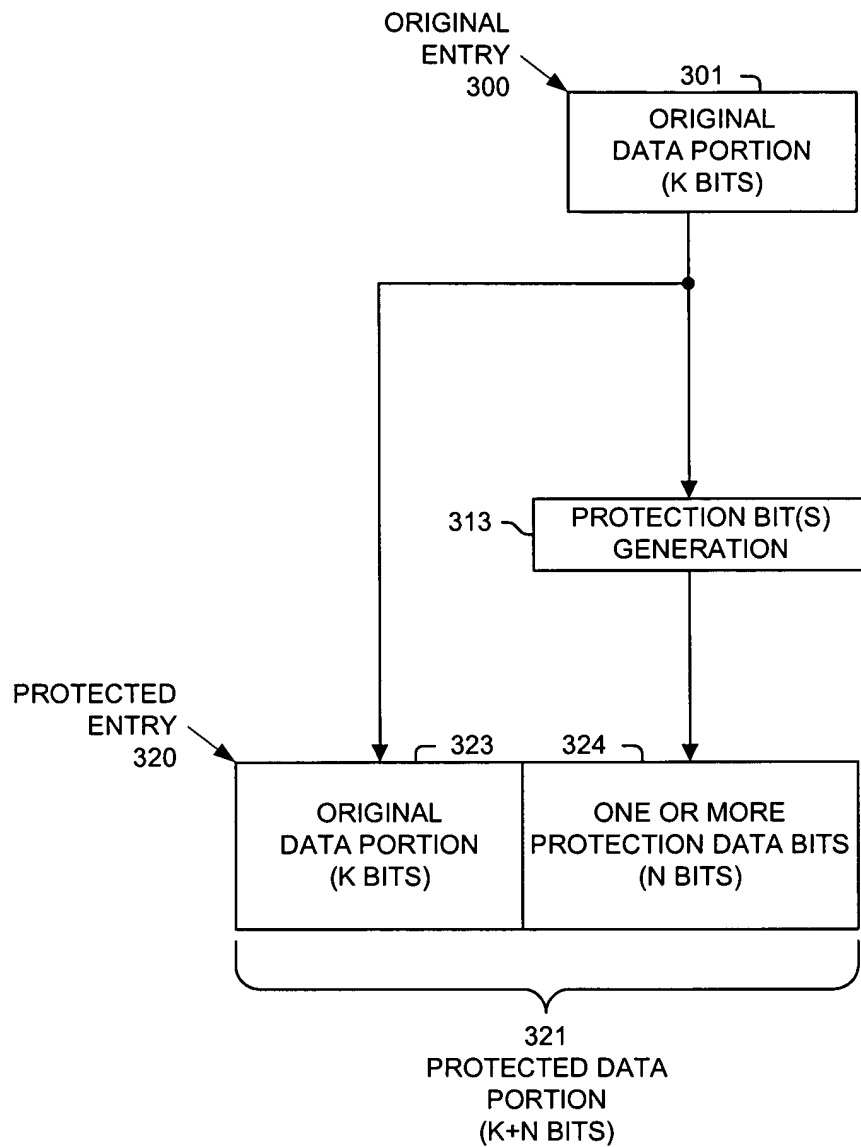 ORIGINAL
ENTRY
300
301
ORIGINAL
DATA PORTION
(K BITS)
313
PROTECTION BIT(S)
GENERATION
PROTECTED
ENTRY
320
323
324
ORIGINAL
DATA PORTION
(K BITS)
ONE OR MORE
PROTECTION DATA BITS
(N BITS)
321
PROTECTED DATA
PORTION
(K+N BITS)